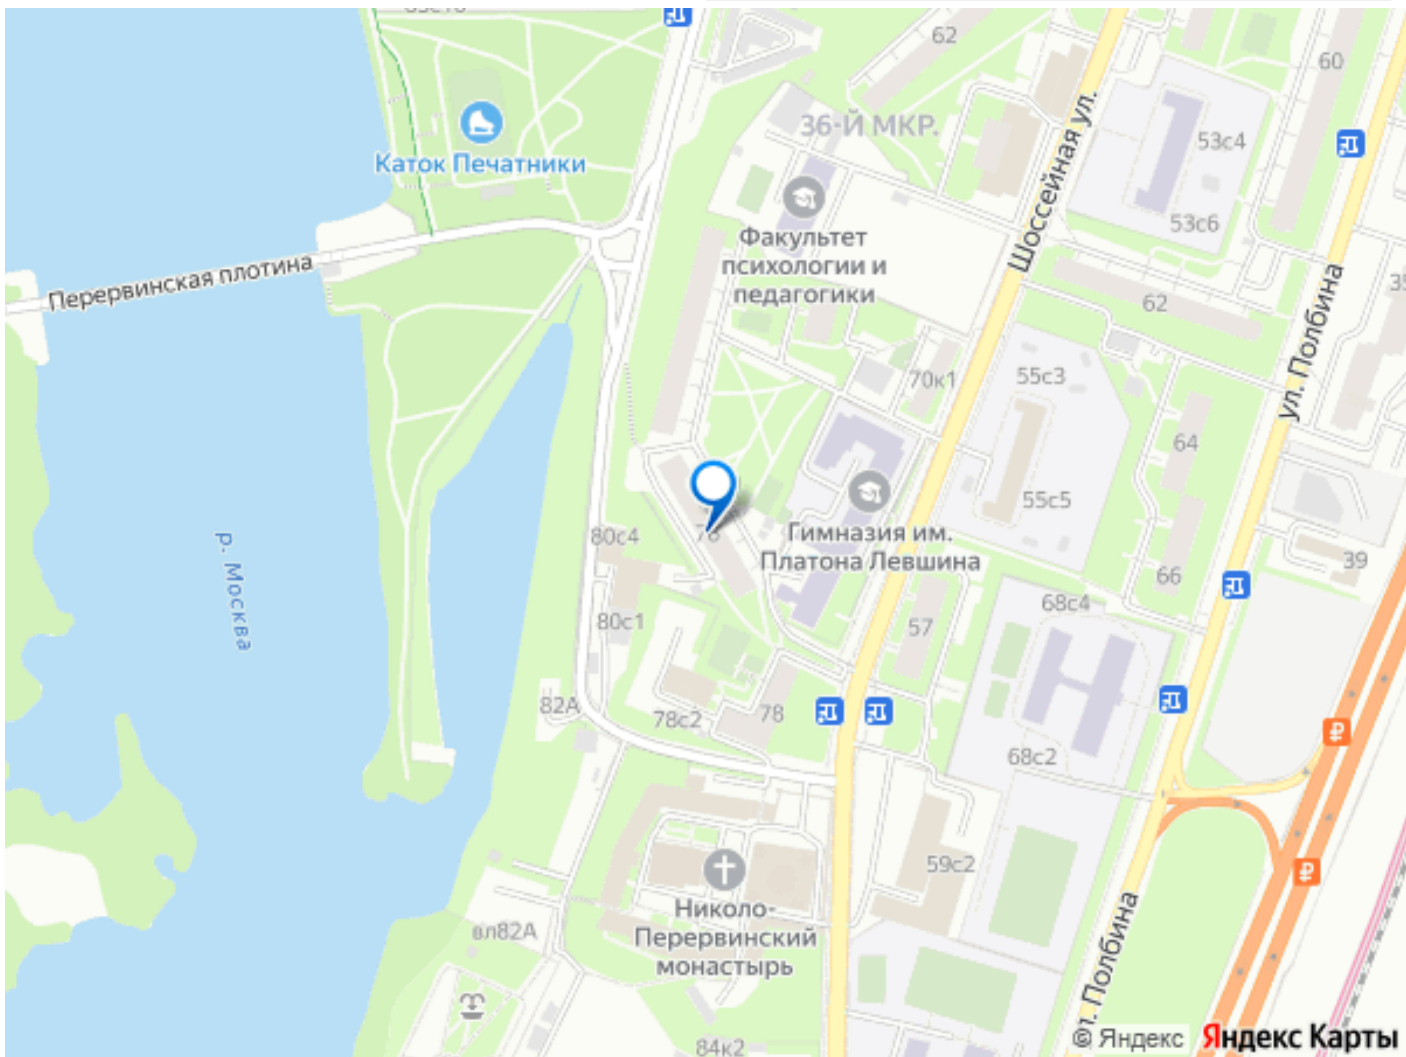 62
60
36-Й МКР.
Шоссейная ул.
53с4
Каток Печатники
53с6
Факультет
психологии и
педагогики
Перервинская плотина
62
ул. Полбина
70к1
55с3
64
55с5
Гимназия им.
Платона Левшина
80с4
р. Москва
39
66
68с4
80с1
57
82А
78с2
78
68с2
59с2
Николо-
Перервинский
монастырь
вл82А
84к2
© Яндекс
Яндекс Карты